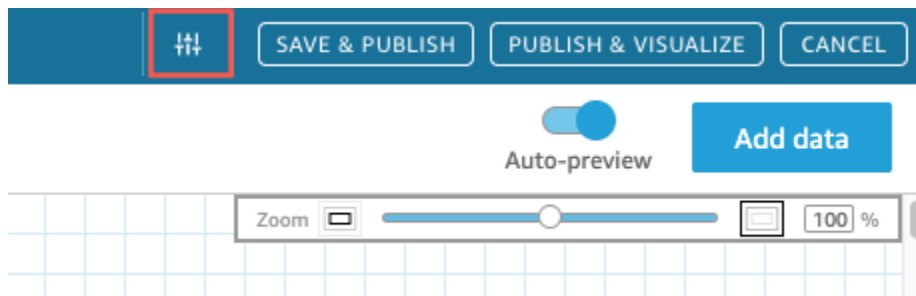 SAVE & PUBLISH PUBLISH & VISUALIZE CANCEL
Auto-preview Add data
Zoom 100 %